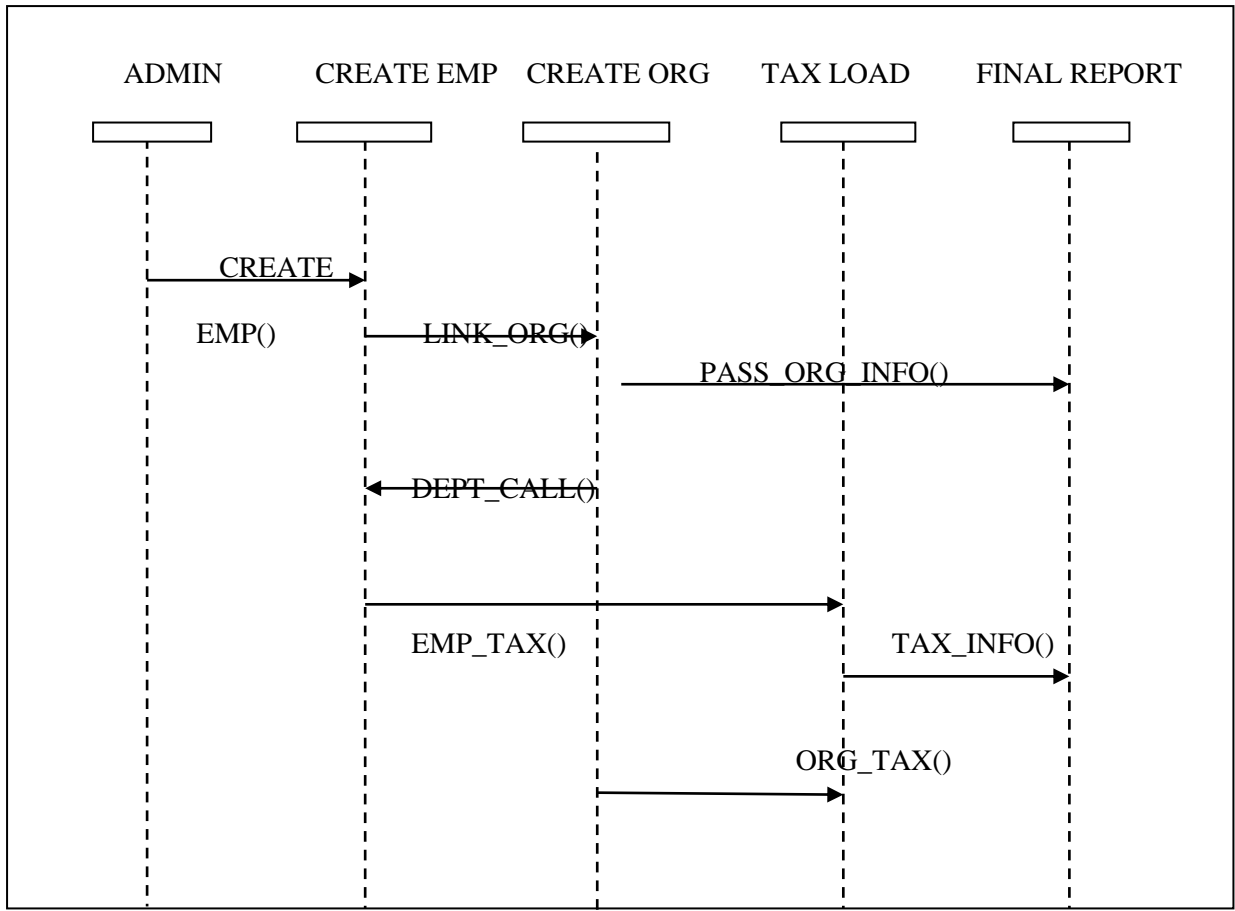 ADMIN CREATE EMP CREATE ORG TAX LOAD FINAL REPORT
CREATE
EMP() LINK_ORG()
PASS_ORG_INFO()
DEPT_CALL()
EMP_TAX() TAX_INFO()
ORG_TAX()